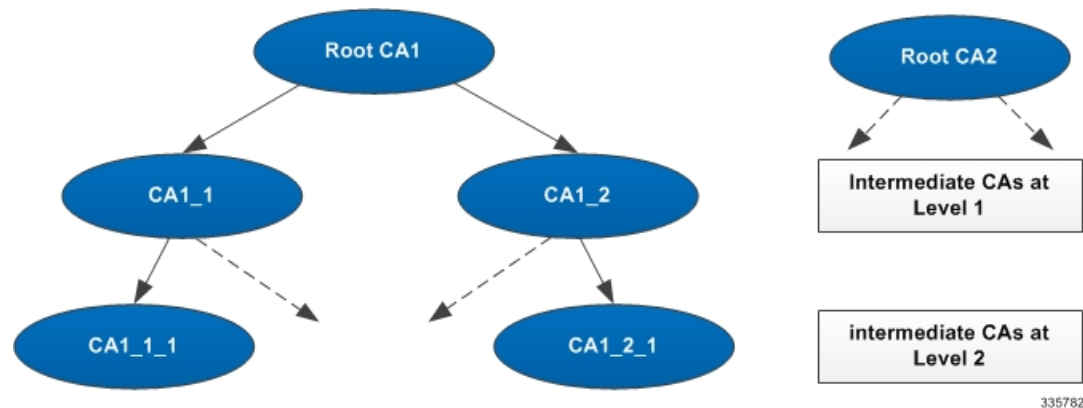 Root CA1
Root CA2
CA1_1
CA1_2
Intermediate CAs at
Level 1
CA1_1_1
CA1_2_1
intermediate CAs at
Level 2
335782